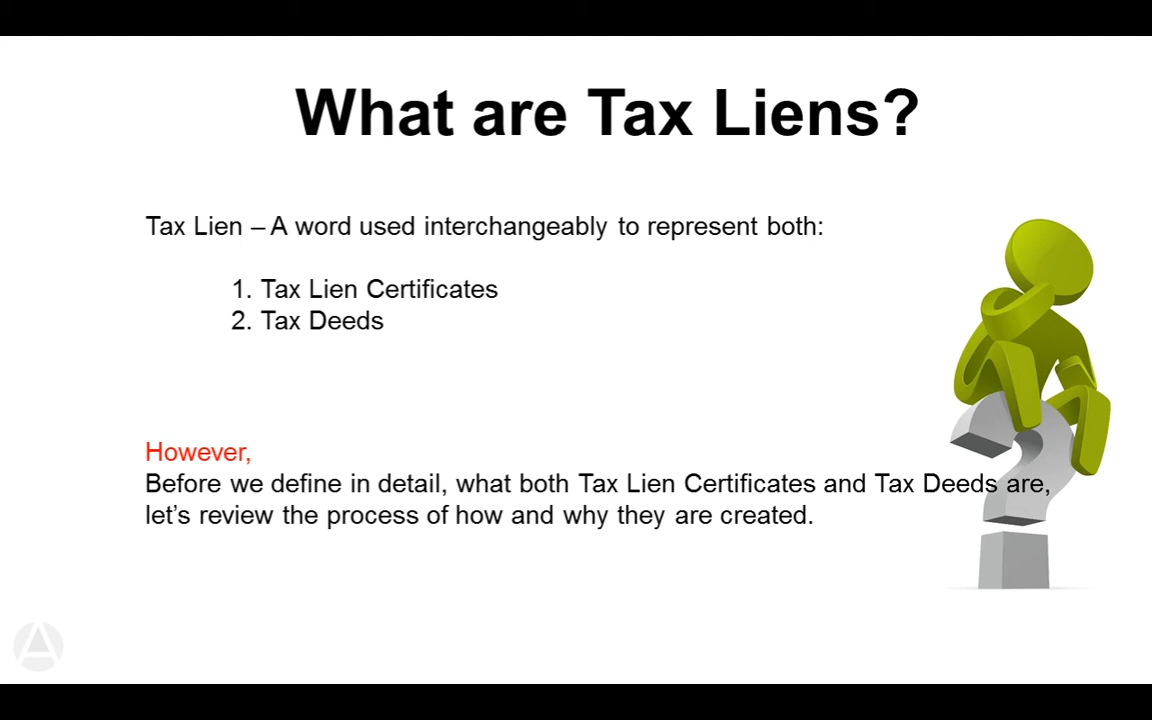 What are Tax Liens?
Tax Lien – A word used interchangeably to represent both:
1. Tax Lien Certificates
2. Tax Deeds
However,
Before we define in detail, what both Tax Lien Certificates and Tax Deeds are,
let’s review the process of how and why they are created.